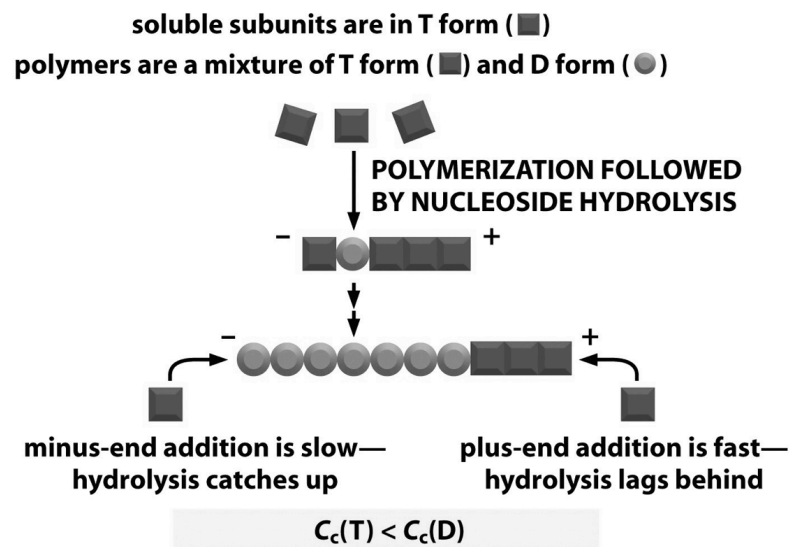 soluble subunits are in T form ( )
polymers are a mixture of T form ( ) and D form ( )
POLYMERIZATION FOLLOWED
BY NUCLEOSIDE HYDROLYSIS
– +
– +
minus-end addition is slow—
hydrolysis catches up
plus-end addition is fast—
hydrolysis lags behind
Cc(T) < Cc(D)